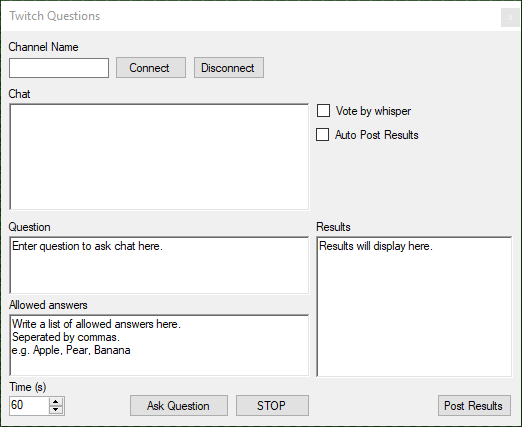 Twitch Questions
x
Channel Name
Connect
Disconnect
Chat
Vote by whisper
Auto Post Results
Question
Enter question to ask chat here.
Results
Results will display here.
Allowed answers
Write a list of allowed answers here.
Seperated by commas.
e.g. Apple, Pear, Banana
Time (s)
60
Ask Question
STOP
Post Results